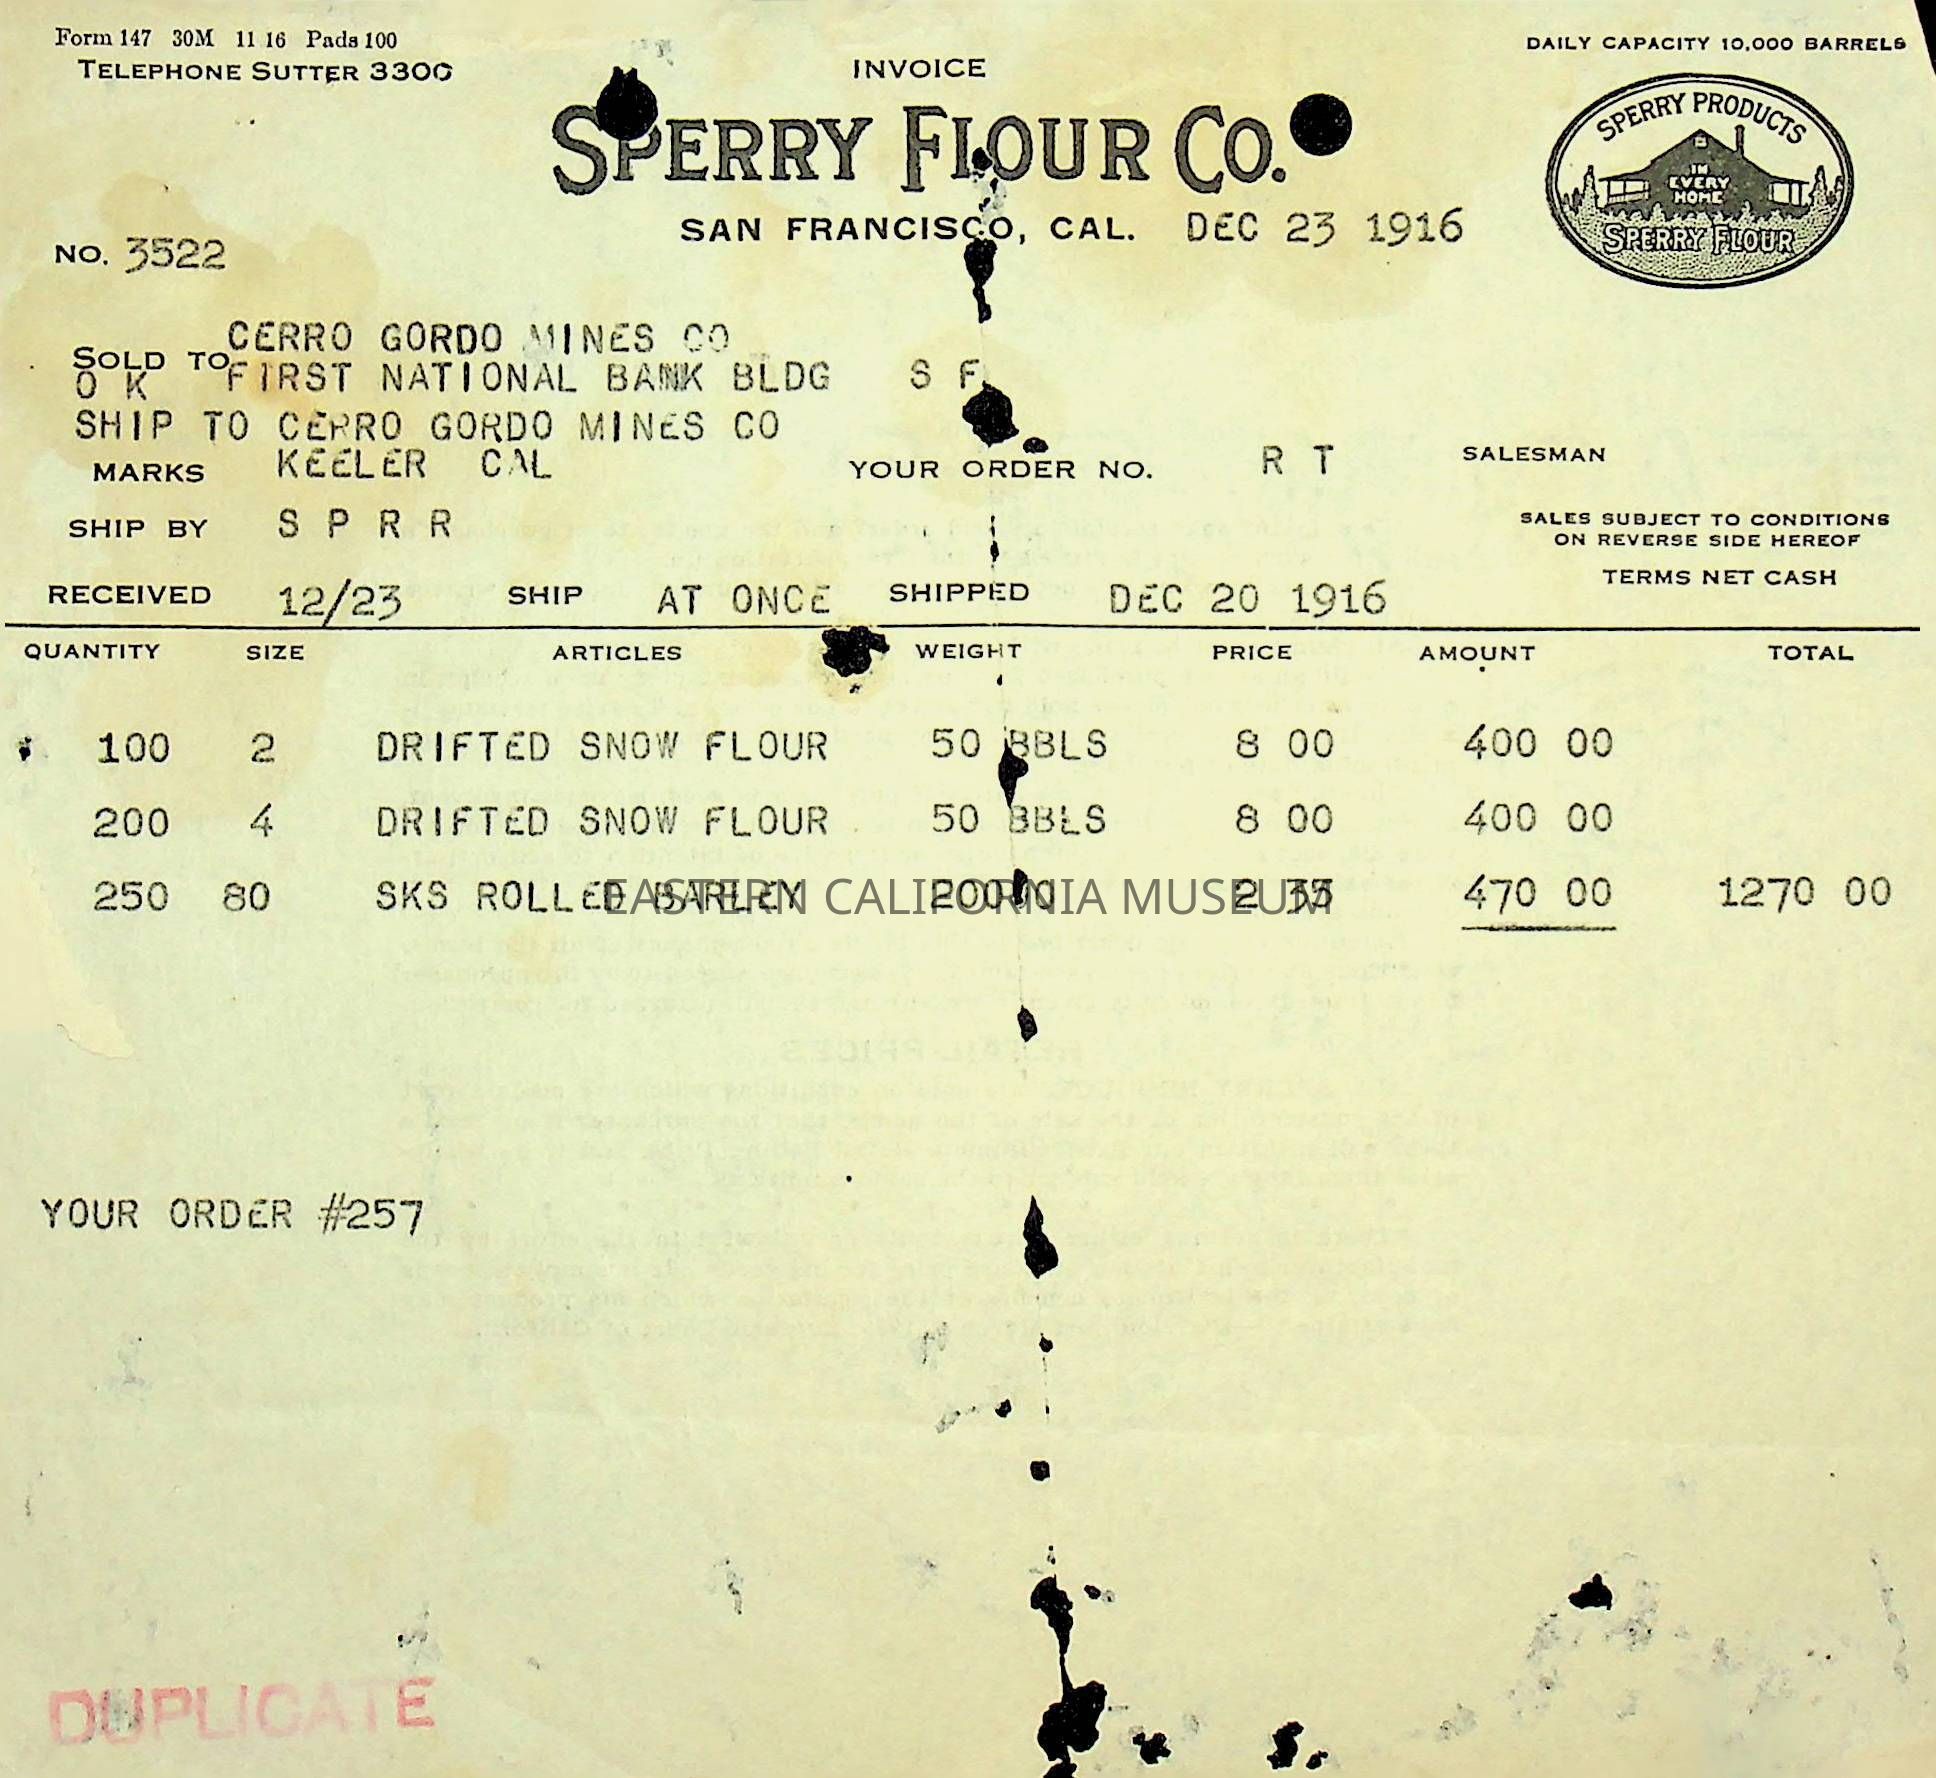 Form 147 30M 11 16 Pads 100
TELEPHONE SUTTER 3300
INVOICE
DAILY CAPACITY 10,000 BARRELS
SPERRY FLOUR CO.
SPERRY PRODUCTS
IN
EVERY
HOME
SPERRY FLOUR
SAN FRANCISCO, CAL. DEC 23 1916
NO. 3522
CERRO GORDO MINES CO
SOLD TO
O K FIRST NATIONAL BANK BLDG S F
SHIP TO CERRO GORDO MINES CO
MARKS KEELER CAL YOUR ORDER NO. R T SALESMAN
SHIP BY S P R R
SALES SUBJECT TO CONDITIONS
ON REVERSE SIDE HEREOF
TERMS NET CASH
RECEIVED 12/23 SHIP AT ONCE SHIPPED DEC 20 1916
QUANTITY SIZE ARTICLES WEIGHT PRICE AMOUNT TOTAL
100 2 DRIFTED SNOW FLOUR 50 BBLS 8 00 400 00
200 4 DRIFTED SNOW FLOUR 50 BBLS 8 00 400 00
250 80 SKS ROLLED BARLEY 20000 2 35 470 00 1270 00
EASTERN CALIFORNIA MUSEUM
YOUR ORDER #257
DUPLICATE